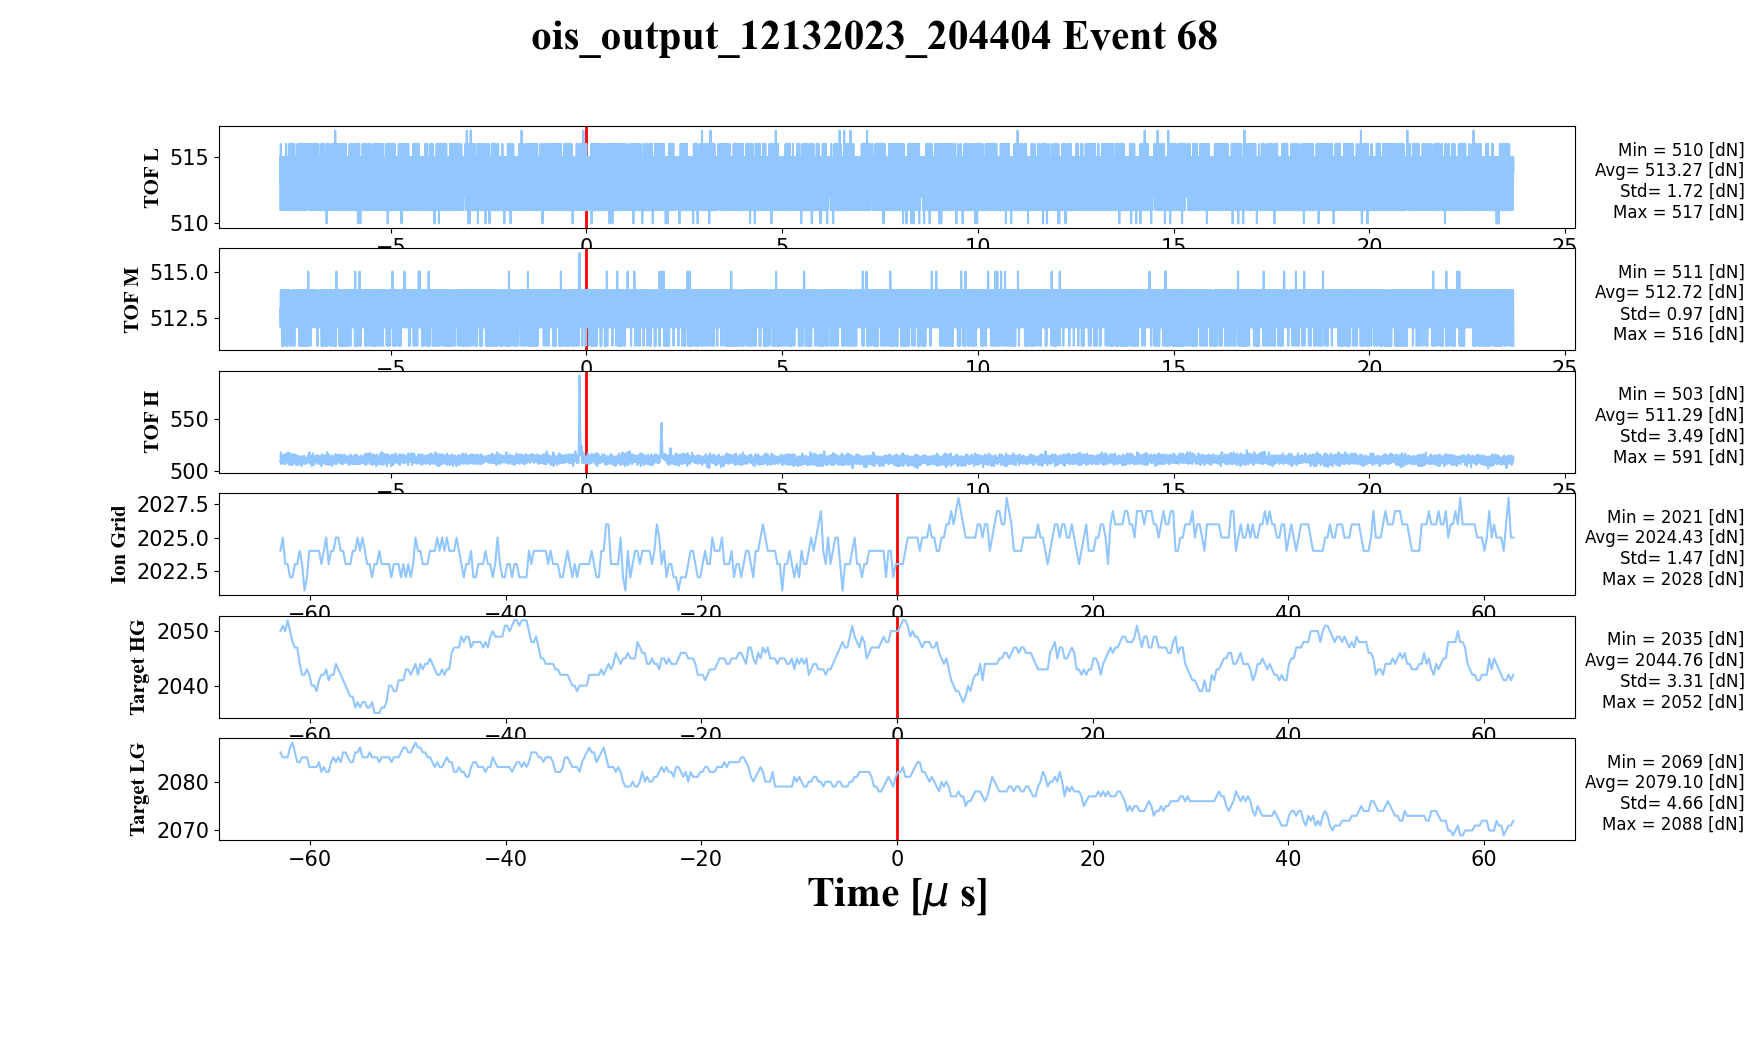 ois_output_12132023_204404 Event 68
TOF L
515
510
Min = 510 [dN]
Avg= 513.27 [dN]
Std= 1.72 [dN]
Max = 517 [dN]
−5 0 5 10 15 20 25
TOF M
515.0
512.5
Min = 511 [dN]
Avg= 512.72 [dN]
Std= 0.97 [dN]
Max = 516 [dN]
−5 0 5 10 15 20 25
TOF H
550
500
Min = 503 [dN]
Avg= 511.29 [dN]
Std= 3.49 [dN]
Max = 591 [dN]
−5 0 5 10 15 20 25
Ion Grid
2027.5
2025.0
2022.5
Min = 2021 [dN]
Avg= 2024.43 [dN]
Std= 1.47 [dN]
Max = 2028 [dN]
−60 −40 −20 0 20 40 60
Target HG
2050
2040
Min = 2035 [dN]
Avg= 2044.76 [dN]
Std= 3.31 [dN]
Max = 2052 [dN]
−60 −40 −20 0 20 40 60
Target LG
2080
2070
Min = 2069 [dN]
Avg= 2079.10 [dN]
Std= 4.66 [dN]
Max = 2088 [dN]
−60 −40 −20 0 20 40 60
Time [μ s]